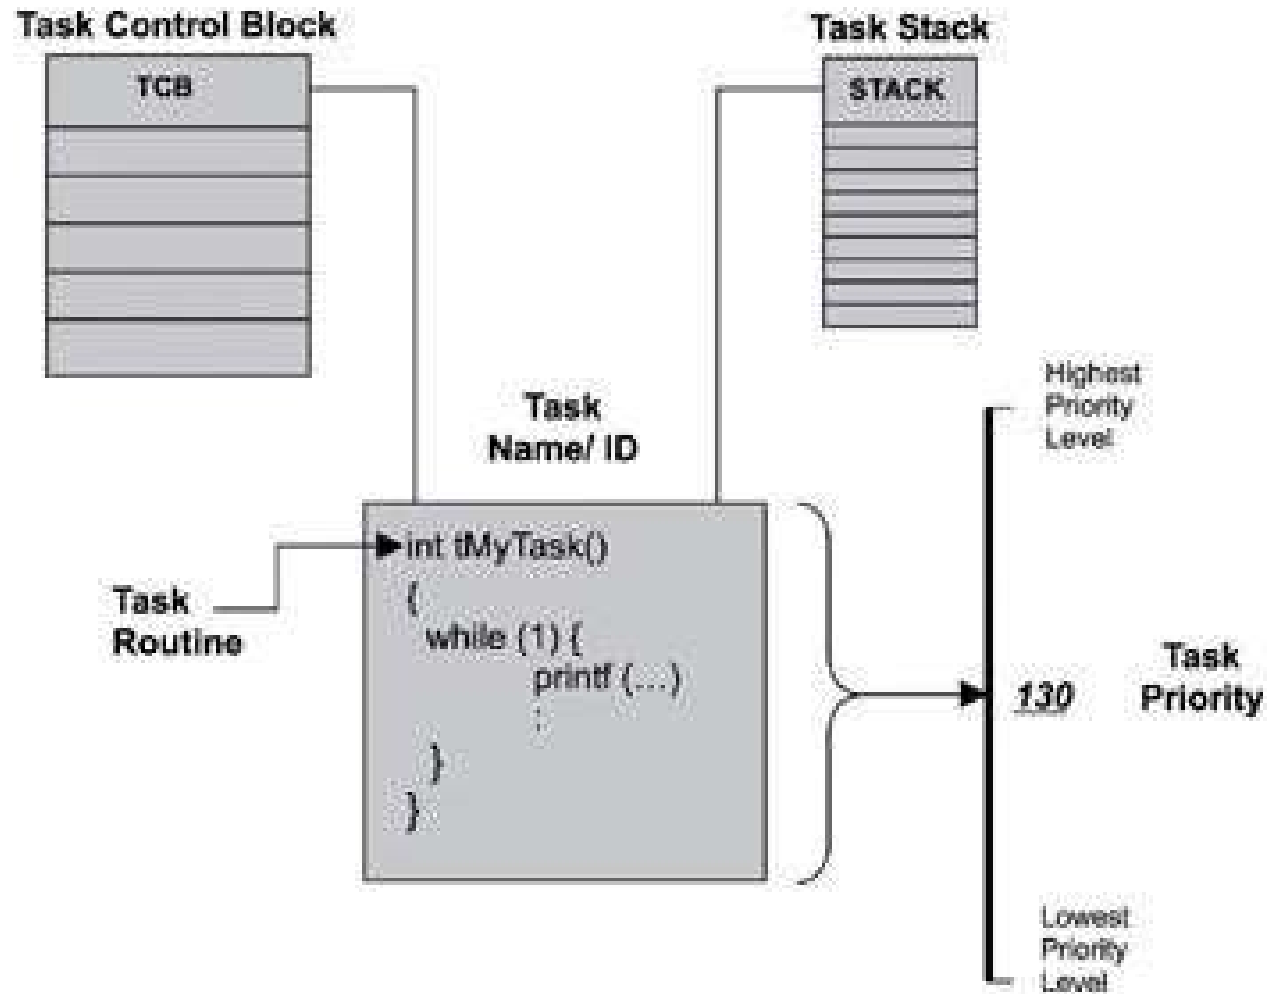 Task Control Block
TCB
Task Stack
STACK
Task
Name/ ID
Highest
Priority
Level
int tMyTask()
{
while (1) {
printf (...)
:
}
}
Task
Routine
130
Task
Priority
Lowest
Priority
Level